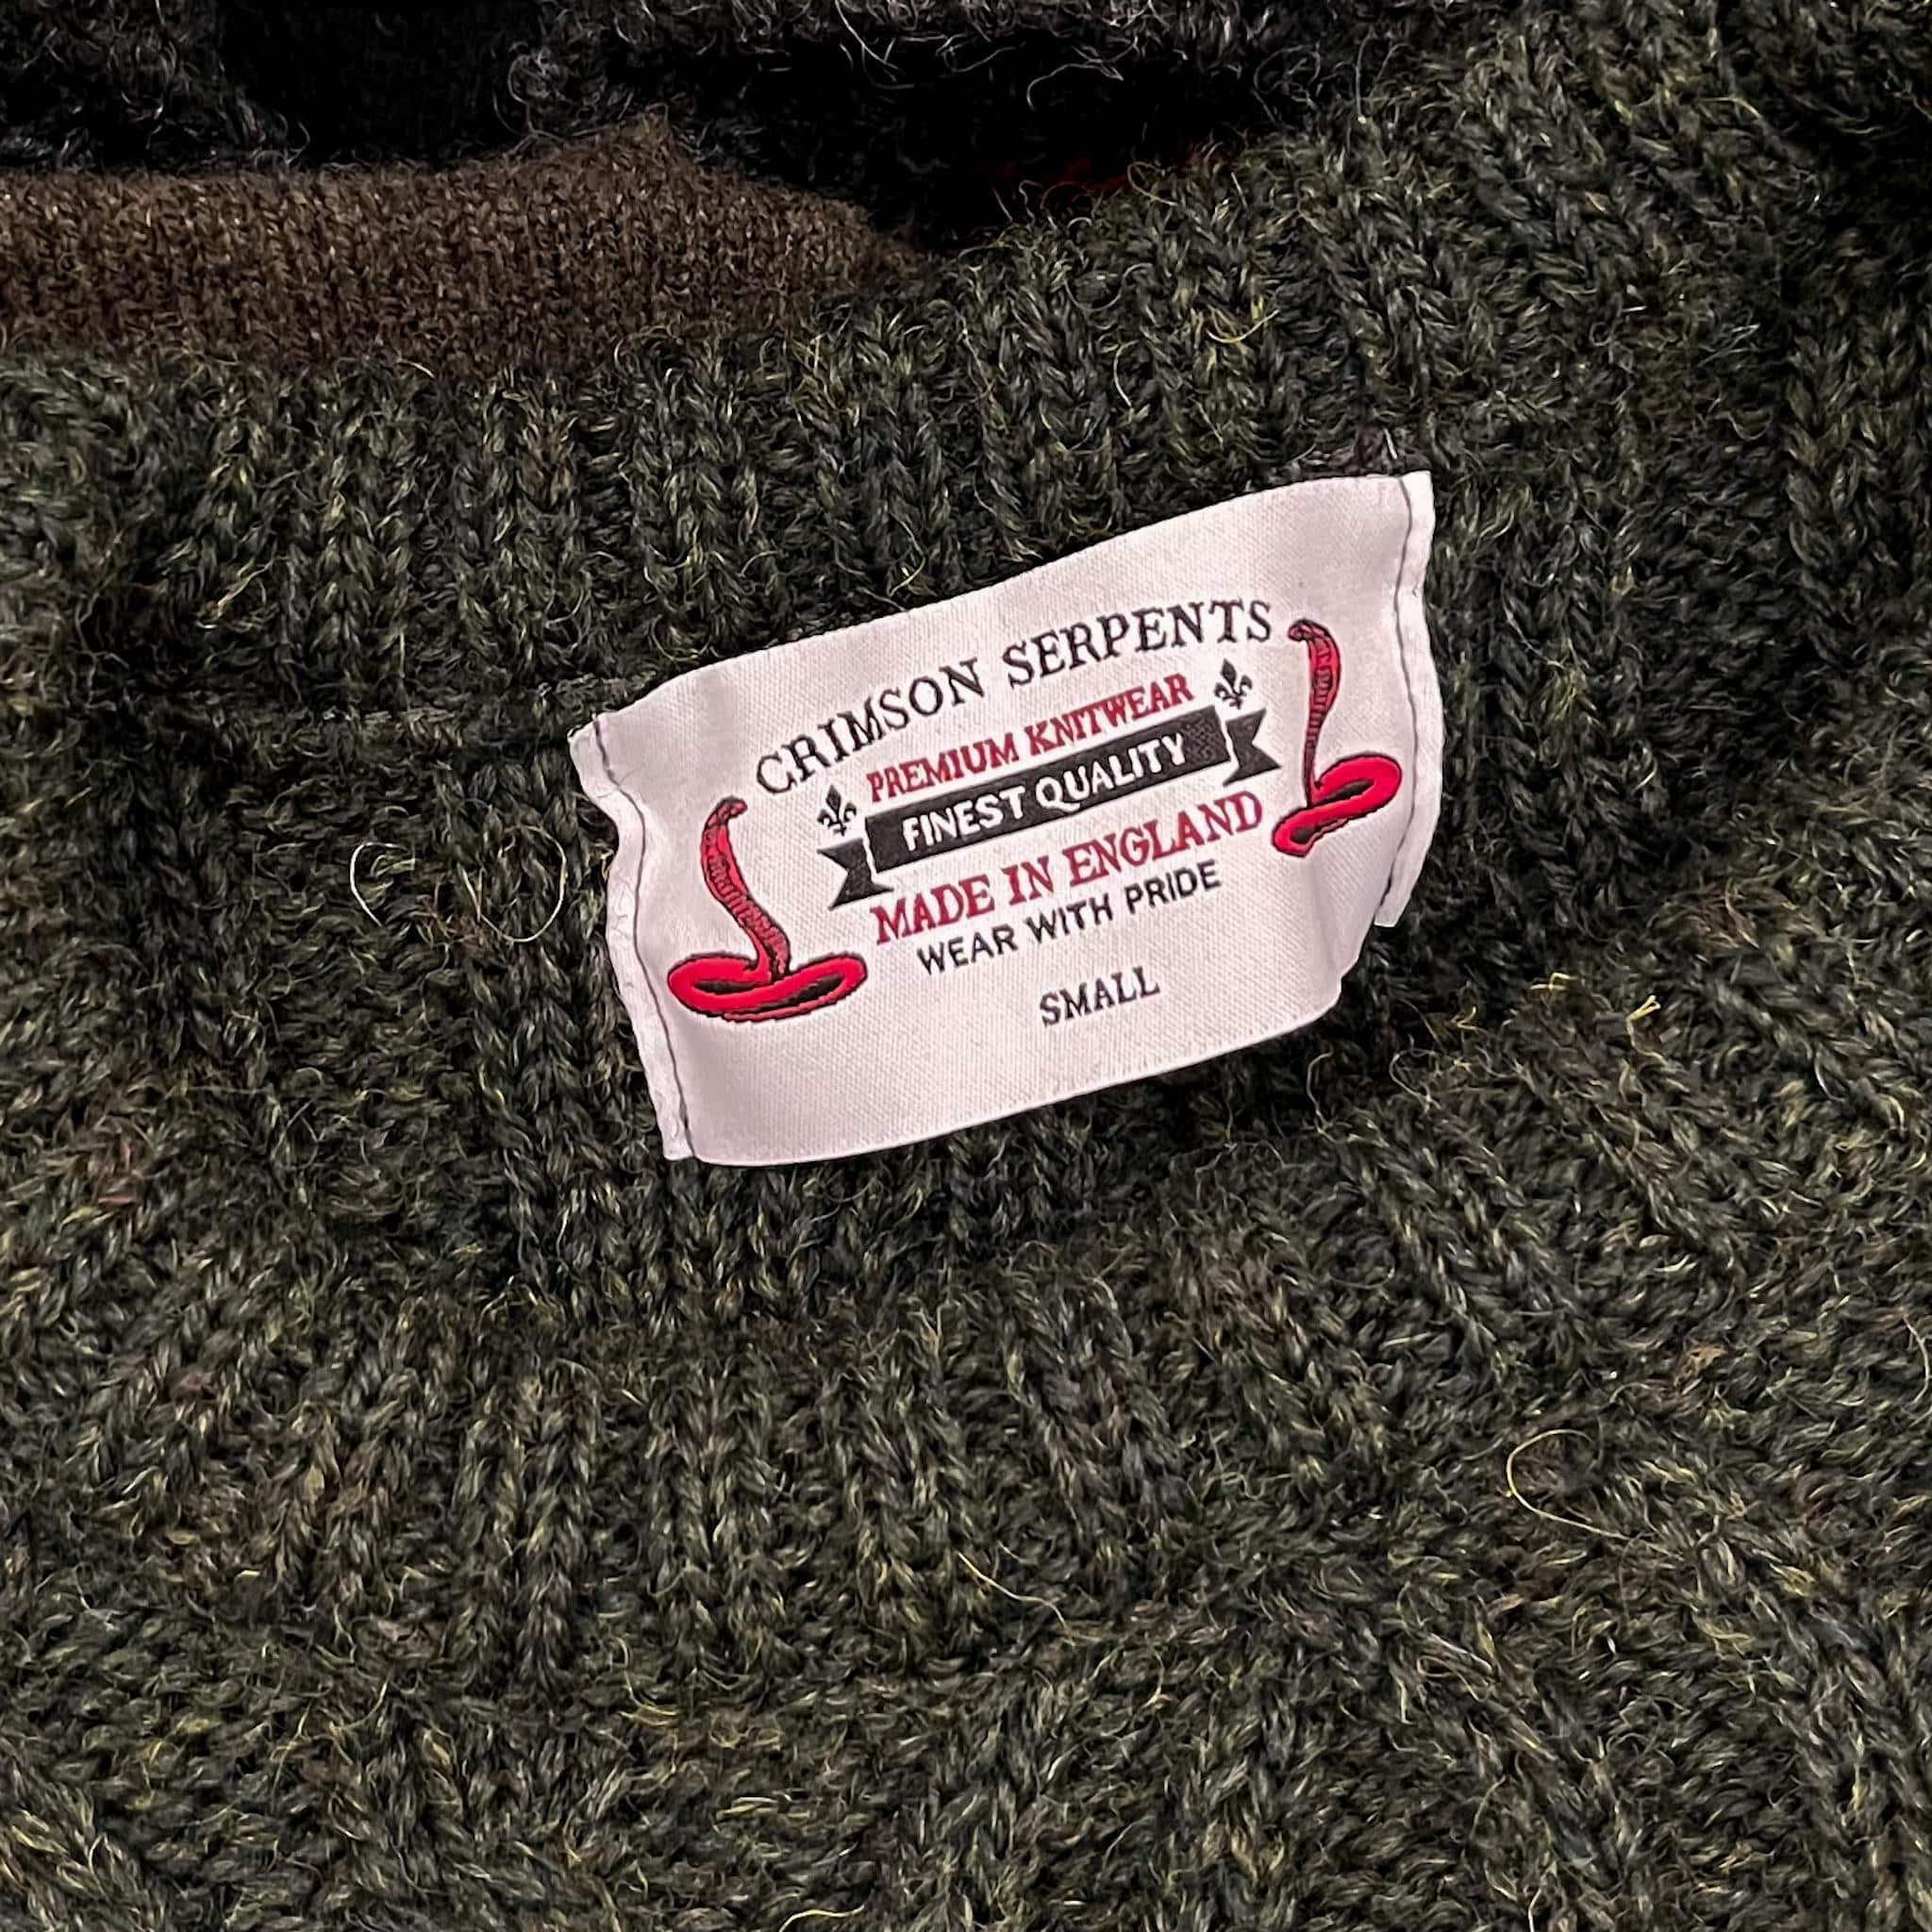 CRIMSON SERPENTS
PREMIUM KNITWEAR
FINEST QUALITY
MADE IN ENGLAND
WEAR WITH PRIDE
SMALL